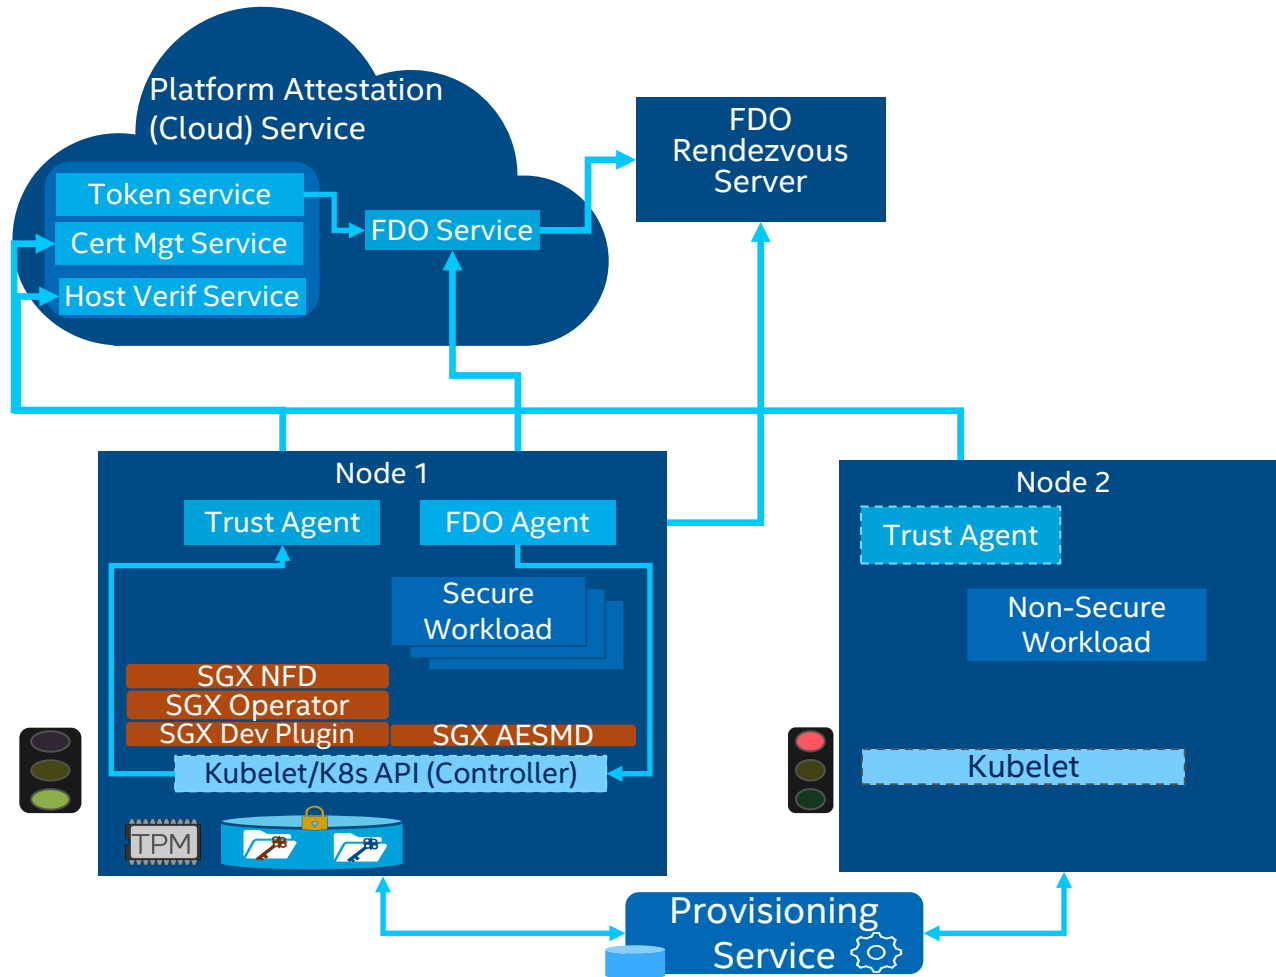 Platform Attestation
(Cloud) Service
Token service
Cert Mgt Service
Host Verif Service
FDO Service
FDO
Rendezvous
Server
Node 1
Trust Agent
FDO Agent
Secure
Workload
SGX NFD
SGX Operator
SGX Dev Plugin
SGX AESMD
Kubelet/K8s API (Controller)
TPM
Node 2
Trust Agent
Non-Secure
Workload
Kubelet
Provisioning
Service